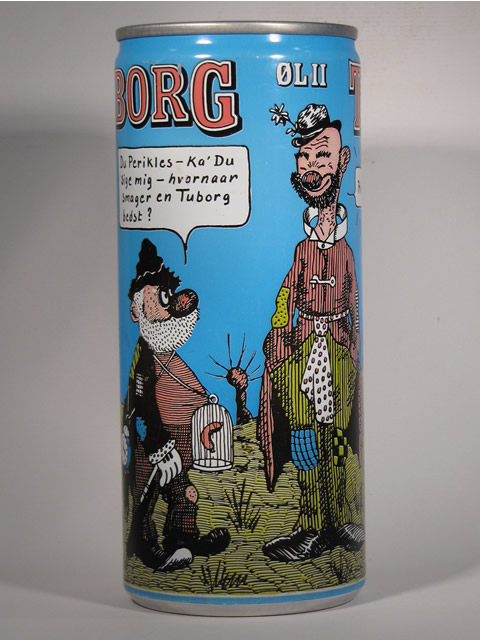 BORG
ØL II
T
Du Perikles – Ka' Du
Sige mig – hvornaar
smager en Tuborg
bedst?